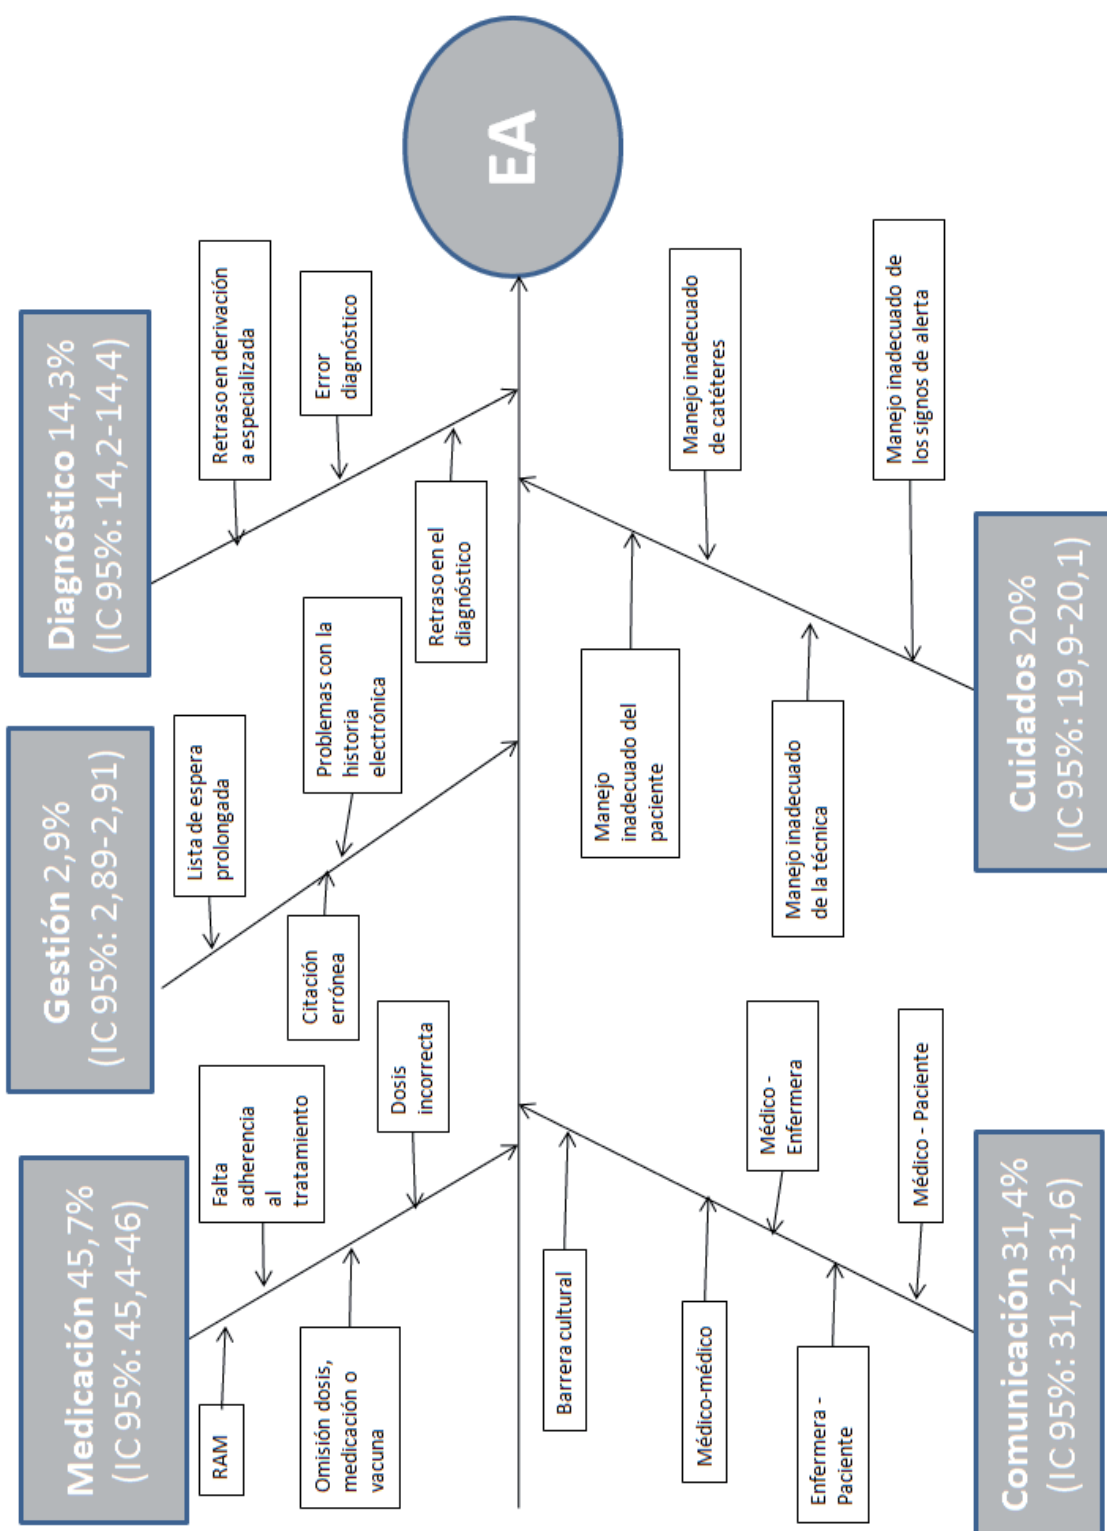 Medicación 45,7%
(IC 95%: 45,4-46)
Gestión 2,9%
(IC 95%: 2,89-2,91)
Diagnóstico 14,3%
(IC 95%: 14,2-14,4)
RAM
Falta
adherencia
al
tratamiento
Omisión dosis,
medicación o
vacuna
Dosis
incorrecta
Lista de espera
prolongada
Citación
errónea
Problemas con la
historia
electrónica
Retraso en derivación
a especializada
Error
diagnóstico
Retraso en el
diagnóstico
EA
Barrera cultural
Médico-médico
Médico -
Enfermera
Enfermera -
Paciente
Médico - Paciente
Manejo
inadecuado del
paciente
Manejo inadecuado
de catéteres
Manejo inadecuado
de la técnica
Manejo inadecuado de
los signos de alerta
Comunicación 31,4%
(IC 95%: 31,2-31,6)
Cuidados 20%
(IC 95%: 19,9-20,1)